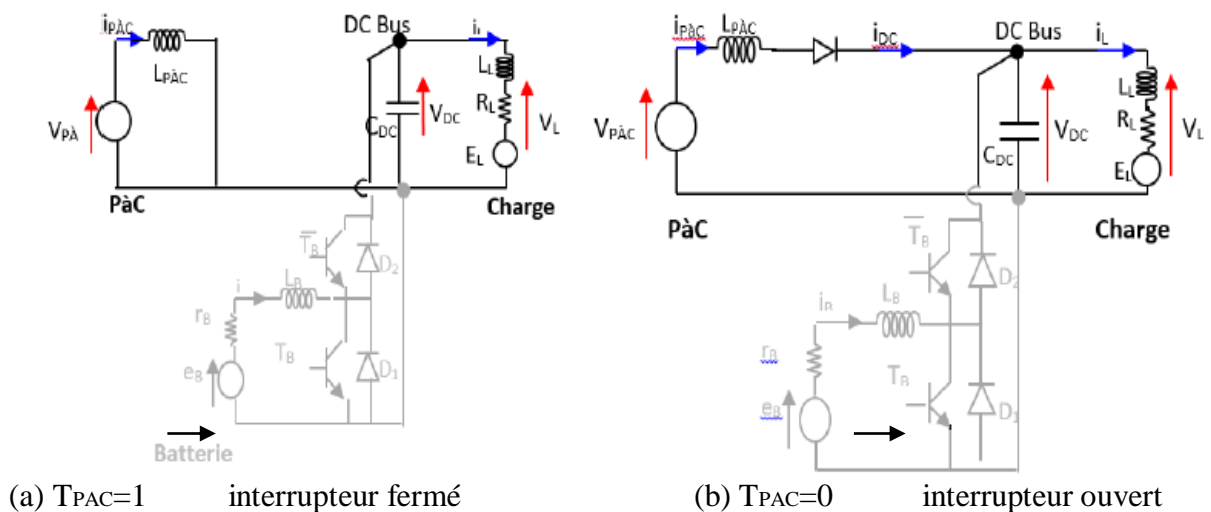 iPÀC
LPÀC
VPÀ
PàC
DC Bus
CDC
VDC
LL
RL
EL
VL
Charge
T̅B
D2
i
LB
rB
TB
D1
eB
Batterie
(a) TPAC=1 interrupteur fermé
iPàC
LPàC
iDC
DC Bus
iL
VPàC
CDC
VDC
LL
RL
EL
VL
PàC
Charge
T̅B
D2
iB
LB
rB
TB
D1
eB
(b) TPAC=0 interrupteur ouvert